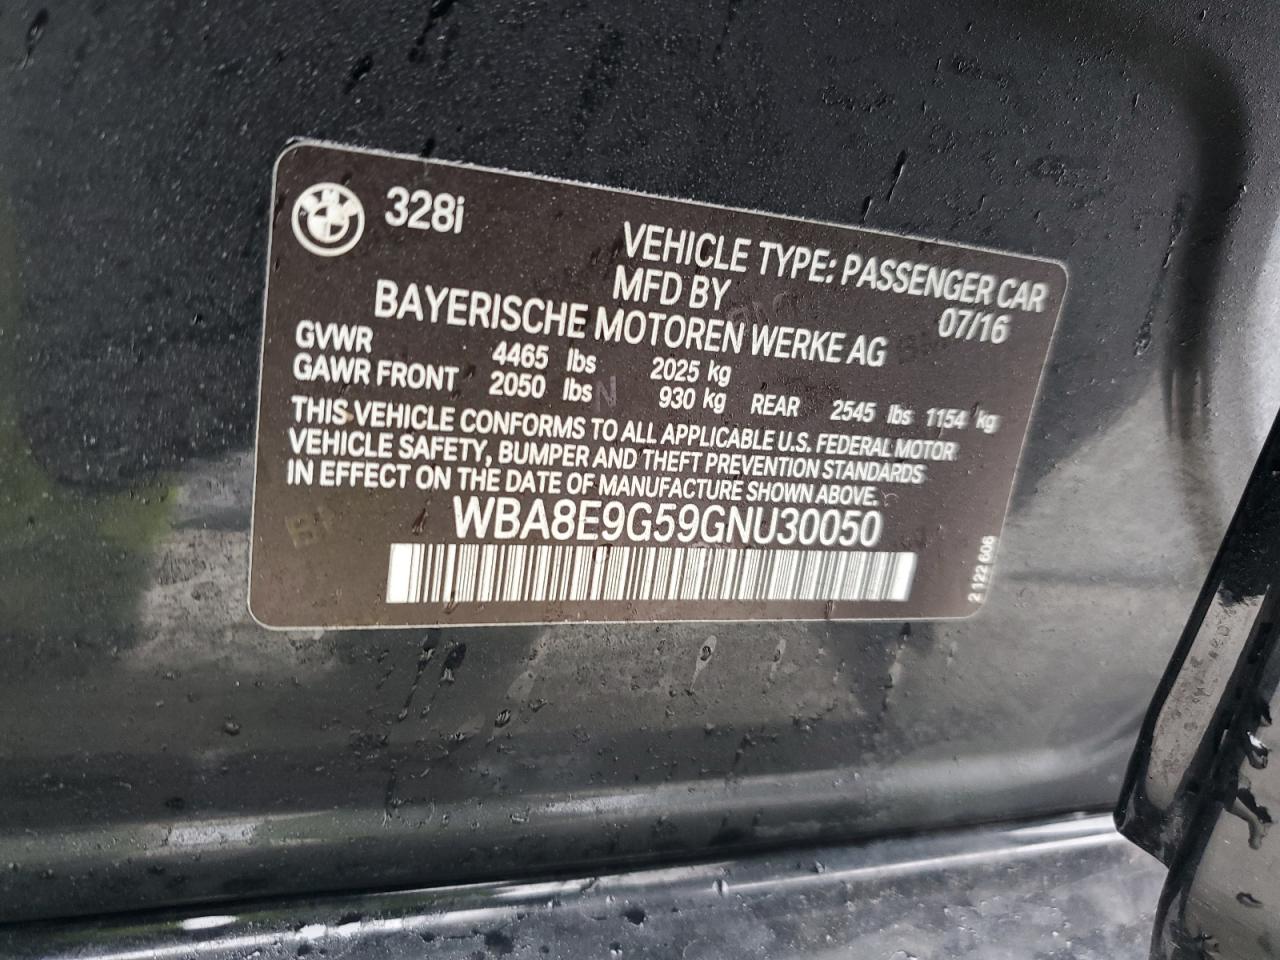 BMW 328i
VEHICLE TYPE: PASSENGER CAR
MFD BY 07/16
BAYERISCHE MOTOREN WERKE AG
GVWR 4465 lbs 2025 kg
GAWR FRONT 2050 lbs 930 kg REAR 2545 lbs 1154 kg
THIS VEHICLE CONFORMS TO ALL APPLICABLE U.S. FEDERAL MOTOR
VEHICLE SAFETY, BUMPER AND THEFT PREVENTION STANDARDS
IN EFFECT ON THE DATE OF MANUFACTURE SHOWN ABOVE.
WBA8E9G59GNU30050
2 122 606